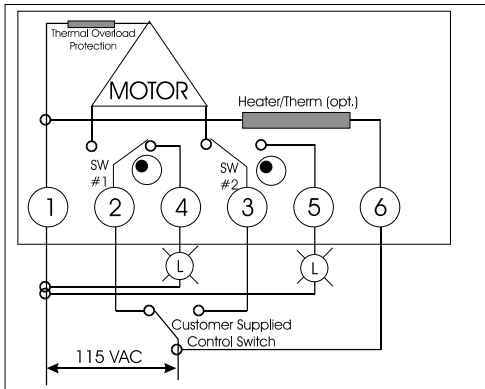 Thermal Overload
Protection
MOTOR
Heater/Therm (opt.)
SW
#1
SW
#2
1
2
4
3
5
6
L
L
Customer Supplied
Control Switch
115 VAC